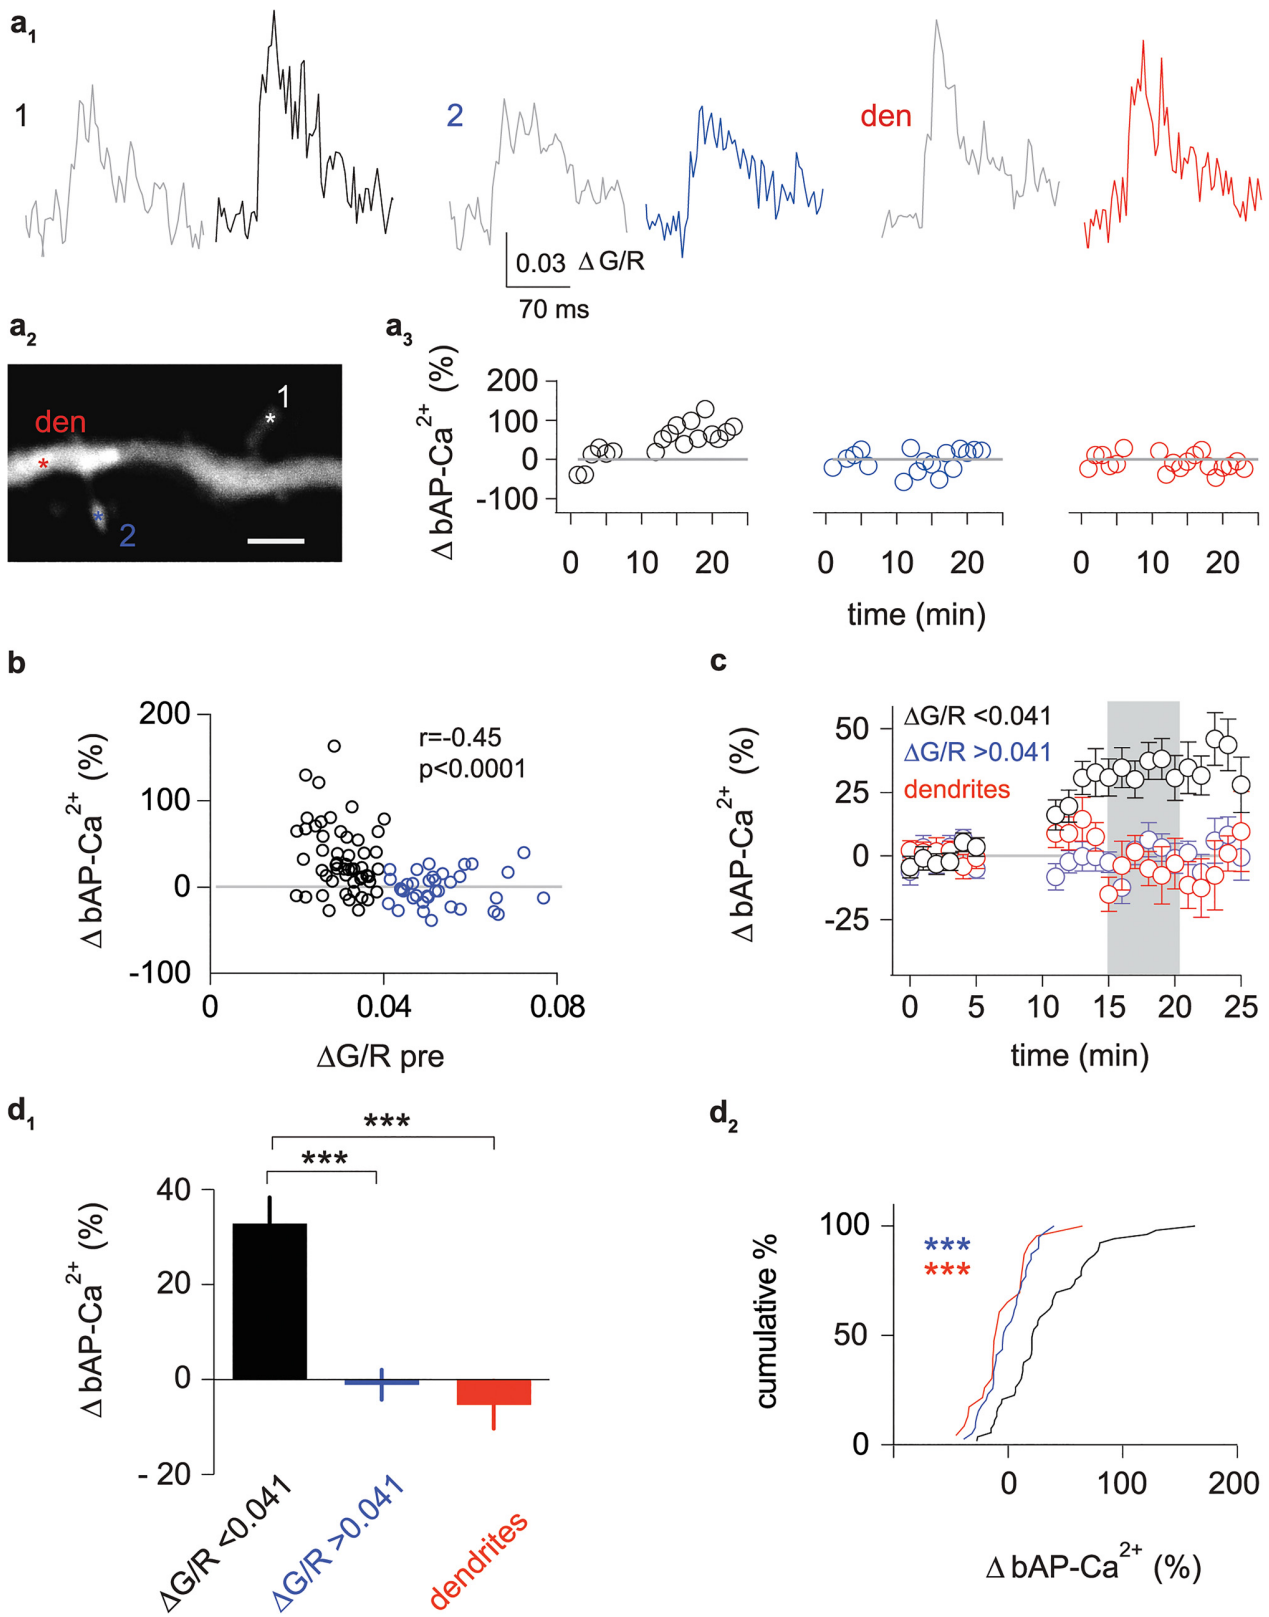 a1
1
2
den
0.03 Δ G/R
70 ms
a2
den
1
*
*
*
2
a3
Δ bAP-Ca2+ (%)
200
100
0
-100
0 10 20
0 10 20
0 10 20
time (min)
b
Δ bAP-Ca2+ (%)
200
100
0
-100
r=-0.45
p<0.0001
0 0.04 0.08
ΔG/R pre
c
Δ bAP-Ca2+ (%)
50
25
0
-25
ΔG/R <0.041
ΔG/R >0.041
dendrites
0 5 10 15 20 25
time (min)
d1
***
***
Δ bAP-Ca2+ (%)
40
20
0
- 20
ΔG/R <0.041
ΔG/R >0.041
dendrites
d2
cumulative %
100
50
0
***
***
0 100 200
Δ bAP-Ca2+ (%)